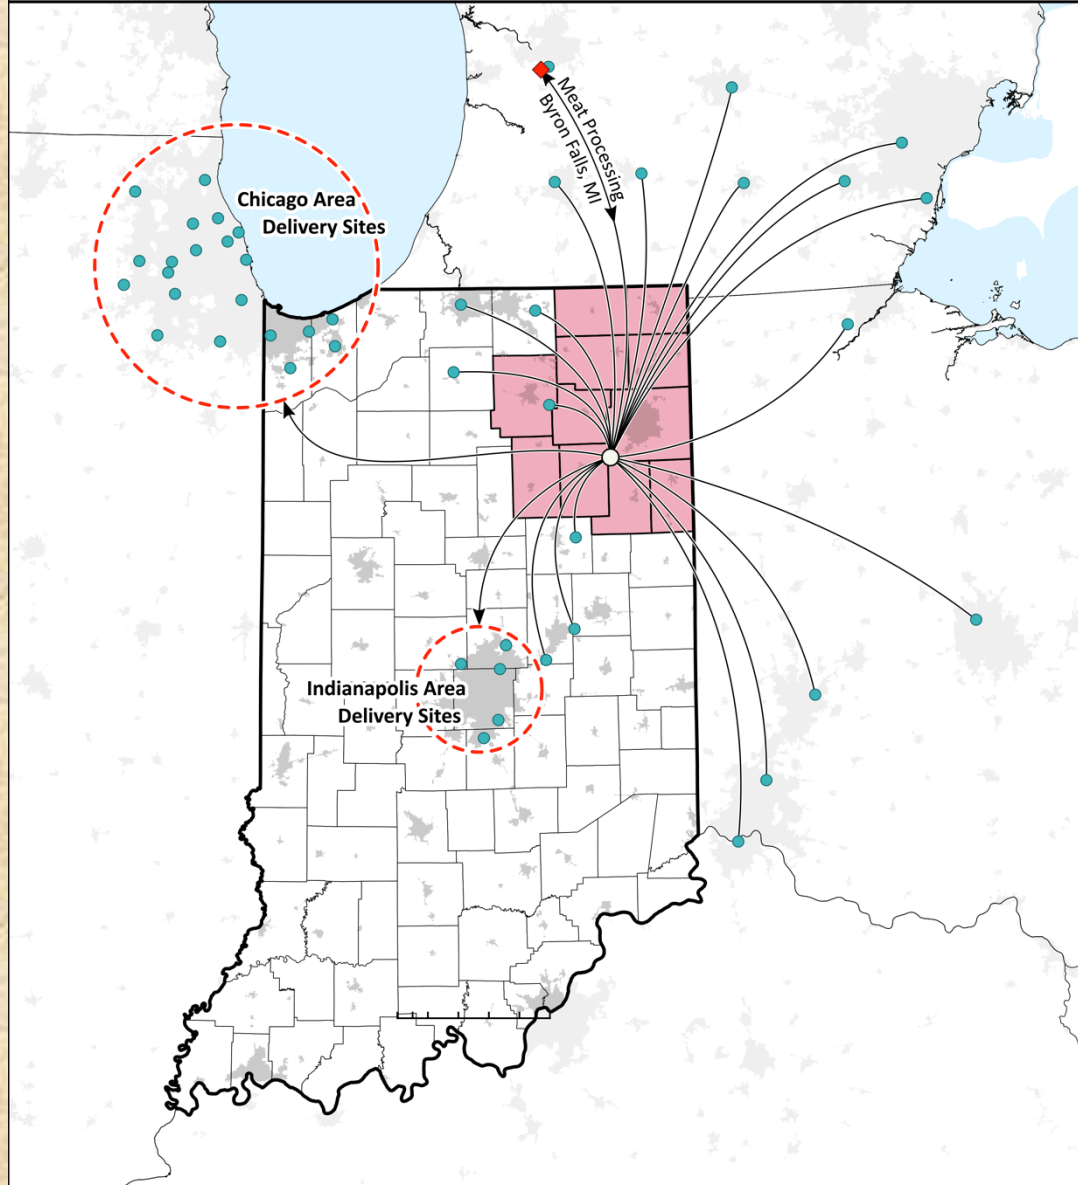 Meat Processing
Byron Falls, MI
Chicago Area
Delivery Sites
Indianapolis Area
Delivery Sites